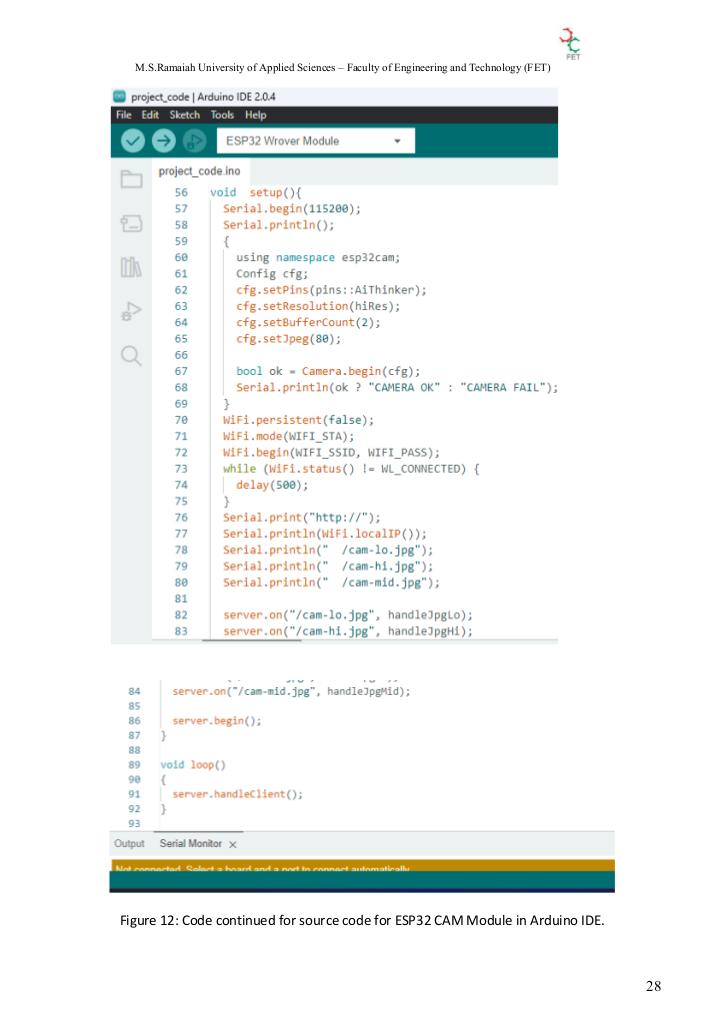 FET
M.S.Ramaiah University of Applied Sciences – Faculty of Engineering and Technology (FET)
project_code | Arduino IDE 2.0.4
File Edit Sketch Tools Help
ESP32 Wrover Module
project_code.ino
56 void setup(){
57 Serial.begin(115200);
58 Serial.println();
59 {
60 using namespace esp32cam;
61 Config cfg;
62 cfg.setPins(pins::AiThinker);
63 cfg.setResolution(hiRes);
64 cfg.setBufferCount(2);
65 cfg.setJpeg(80);
66
67 bool ok = Camera.begin(cfg);
68 Serial.println(ok ? "CAMERA OK" : "CAMERA FAIL");
69 }
70 WiFi.persistent(false);
71 WiFi.mode(WIFI_STA);
72 WiFi.begin(WIFI_SSID, WIFI_PASS);
73 while (WiFi.status() != WL_CONNECTED) {
74 delay(500);
75 }
76 Serial.print("http://");
77 Serial.println(WiFi.localIP());
78 Serial.println("  /cam-lo.jpg");
79 Serial.println("  /cam-hi.jpg");
80 Serial.println("  /cam-mid.jpg");
81
82 server.on("/cam-lo.jpg", handleJpgLo);
83 server.on("/cam-hi.jpg", handleJpgHi);
84 server.on("/cam-mid.jpg", handleJpgMid);
85
86 server.begin();
87 }
88
89 void loop()
90 {
91 server.handleClient();
92 }
93
Output Serial Monitor x
Not connected. Select a board and a port to connect automatically.
Figure 12: Code continued for source code for ESP32 CAM Module in Arduino IDE.
28